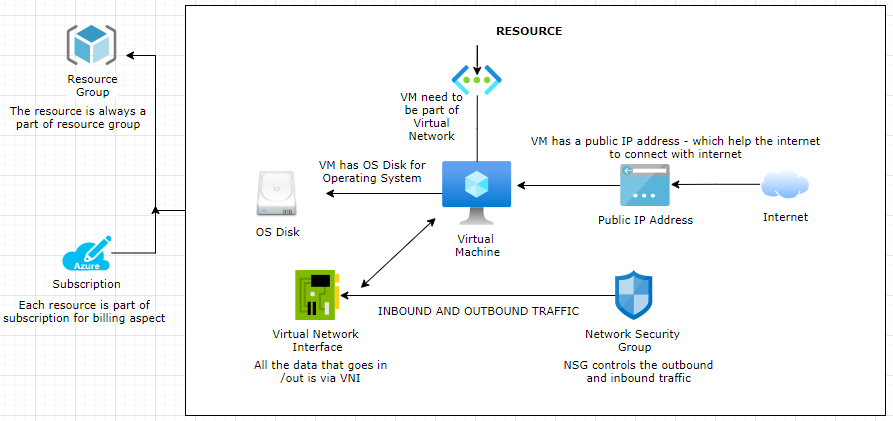 RESOURCE
Resource
Group
The resource is always a
part of resource group
VM need to
be part of
Virtual
Network
VM has a public IP address - which help the internet
to connect with internet
VM has OS Disk for
Operating System
OS Disk
Virtual
Machine
Public IP Address
Internet
Azure
Subscription
Each resource is part of
subscription for billing aspect
INBOUND AND OUTBOUND TRAFFIC
Virtual Network
Interface
All the data that goes in
/out is via VNI
Network Security
Group
NSG controls the outbound
and inbound traffic